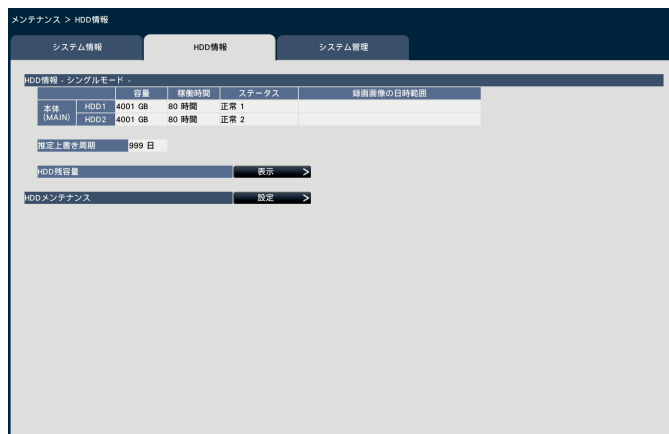 メンテナンス > HDD情報
システム情報 HDD情報 システム管理
HDD情報 - シングルモード -
容量 稼働時間 ステータス 録画画像の日時範囲
本体 (MAIN) HDD1 4001 GB 80 時間 正常 1
HDD2 4001 GB 80 時間 正常 2
推定上書き周期 999 日
HDD残容量 表示 >
HDDメンテナンス 設定 >